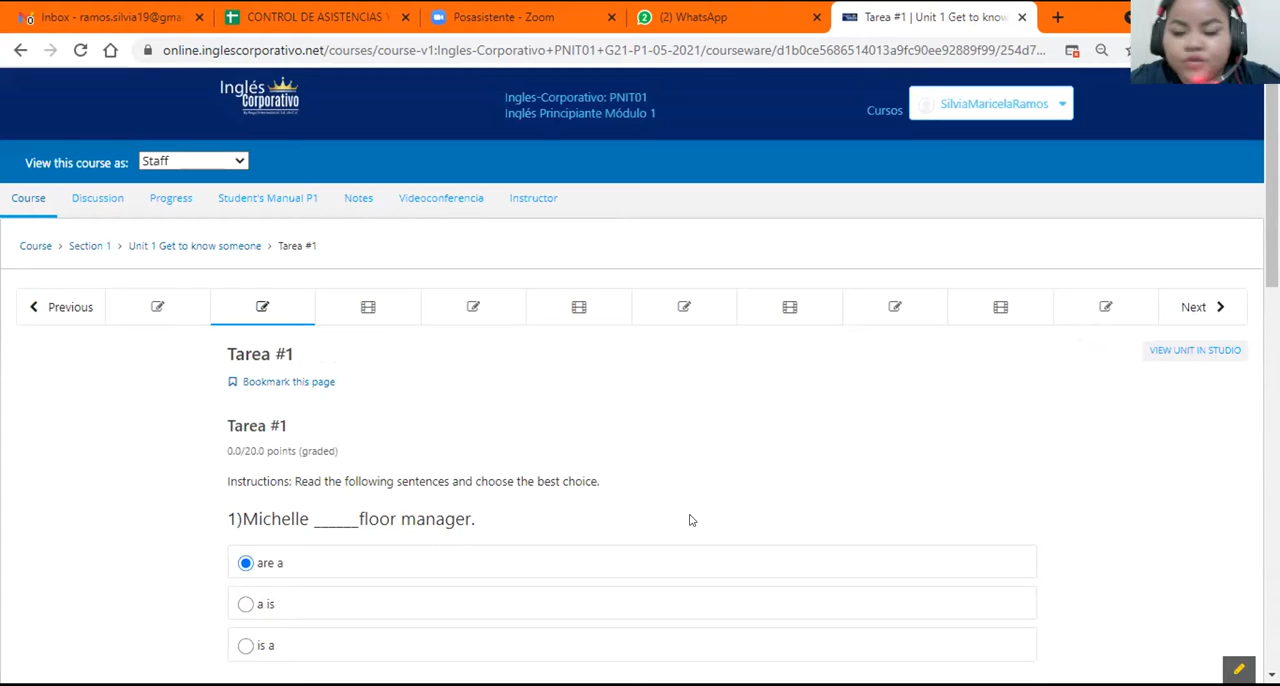 Inbox - ramos.silvia19@gma
CONTROL DE ASISTENCIAS
Posasistente - Zoom
(2) WhatsApp
Tarea #1 | Unit 1 Get to know
online.inglescorporativo.net/courses/course-v1:Ingles-Corporativo+PNIT01+G21-P1-05-2021/courseware/d1b0ce5686514013a9fc90ee92889f99/254d7...
Inglés
Corporativo
Ingles-Corporativo: PNIT01
Inglés Principiante Módulo 1
Cursos
SilviaMaricelaRamos
View this course as:
Staff
Course
Discussion
Progress
Student's Manual P1
Notes
Videoconferencia
Instructor
Course > Section 1 > Unit 1 Get to know someone > Tarea #1
Previous
Next
Tarea #1
VIEW UNIT IN STUDIO
Bookmark this page
Tarea #1
0.0/20.0 points (graded)
Instructions: Read the following sentences and choose the best choice.
1)Michelle ______floor manager.
are a
a is
is a